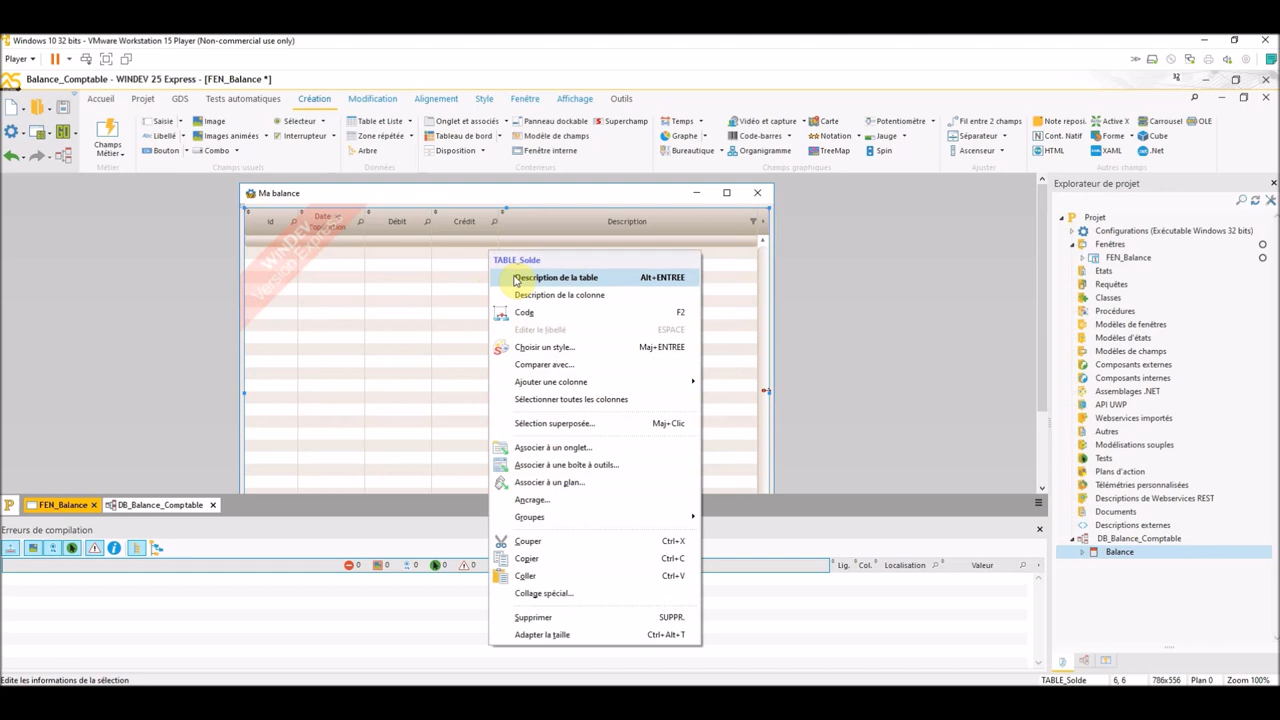 Windows 10 32 bits - VMware Workstation 15 Player (Non-commercial use only)
Player
Balance_Comptable - WINDEV 25 Express - [FEN_Balance *]
Accueil Projet GDS Tests automatiques Création Modification Alignement Style Fenêtre Affichage Outils
Champs Métier
Métier
Saisie Image Sélecteur
Libellé Images animées Interrupteur
Bouton Combo
Champs usuels
Table et Liste
Zone répétée
Arbre
Données
Onglet et associés Panneau dockable Superchamp
Tableau de bord Modèle de champs
Disposition Fenêtre interne
Conteneurs
Temps Vidéo et capture Carte Potentiomètre
Graphe Code-barres Notation Jauge
Bureautique Organigramme TreeMap Spin
Champs graphiques
Fil entre 2 champs
Séparateur
Ascenseur
Ajuster
Note reposi. Active X Carrousel OLE
Cont. Natif Forme Cube
HTML XAML .Net
Autres champs
Ma balance
Id
Date
Débit
Crédit
Description
WINDEV
Version Express
TABLE_Solde
Description de la table Alt+ENTREE
Description de la colonne
Code F2
Editer le libellé ESPACE
Choisir un style... Maj+ENTREE
Comparer avec...
Ajouter une colonne
Sélectionner toutes les colonnes
Sélection superposée... Maj+Clic
Associer à un onglet...
Associer à une boîte à outils...
Associer à un plan...
Ancrage...
Groupes
Couper Ctrl+X
Copier Ctrl+C
Coller Ctrl+V
Collage spécial...
Supprimer SUPPR.
Adapter la taille Ctrl+Alt+T
Explorateur de projet
Projet
Configurations (Exécutable Windows 32 bits)
Fenêtres
FEN_Balance
Etats
Requêtes
Classes
Procédures
Modèles de fenêtres
Modèles d'états
Modèles de champs
Composants externes
Composants internes
Assemblages .NET
API UWP
Webservices importés
Autres
Modélisations souples
Tests
Plans d'action
Télémétries personnalisées
Descriptions de Webservices REST
Documents
Descriptions externes
DB_Balance_Comptable
Balance
FEN_Balance DB_Balance_Comptable
Erreurs de compilation
0 0 0 0 0
Lig. Col. Localisation Valeur
Edite les informations de la sélection
TABLE_Solde 6, 6 786x556 Plan 0 Zoom 100%